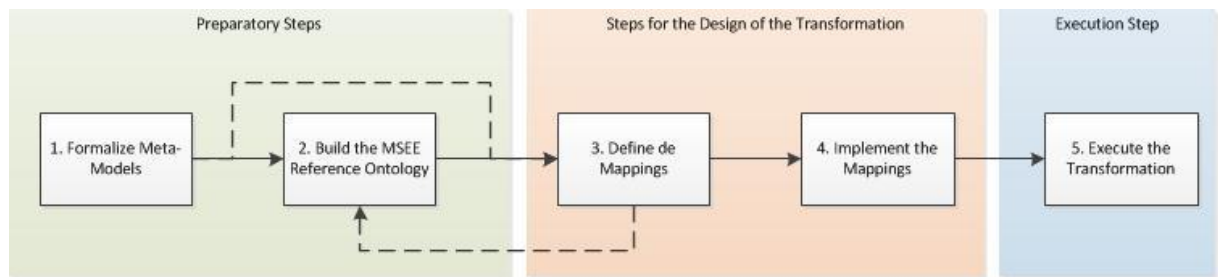 Preparatory Steps
Steps for the Design of the Transformation
Execution Step
1. Formalize Meta-
Models
2. Build the MSEE
Reference Ontology
3. Define de
Mappings
4. Implement the
Mappings
5. Execute the
Transformation